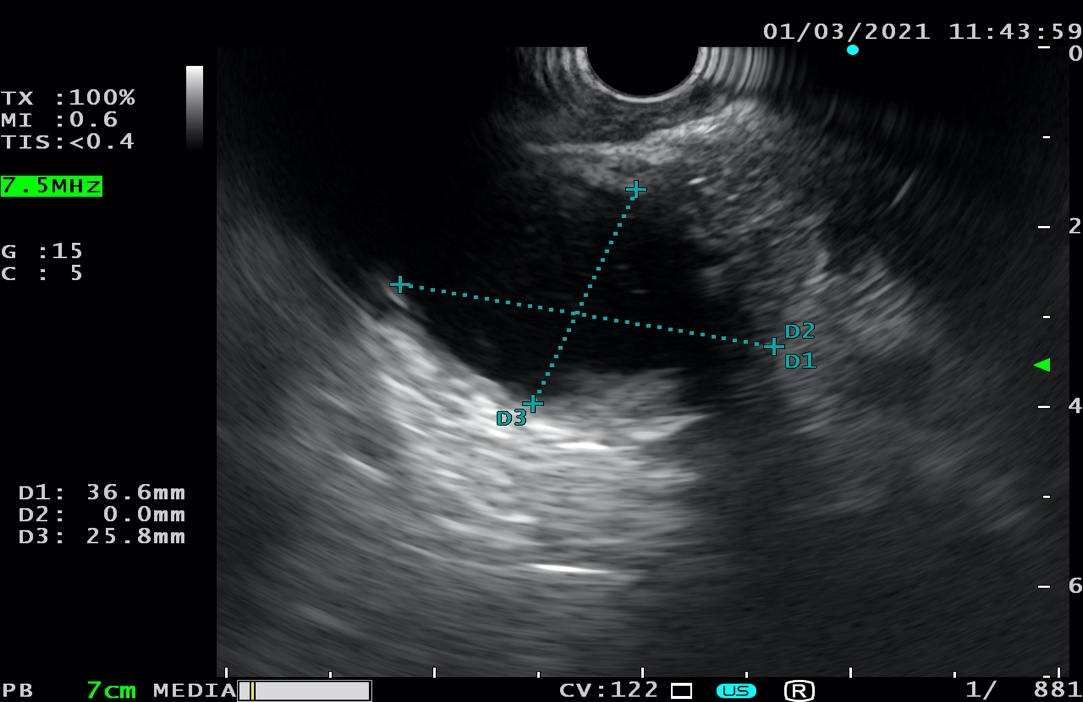 01/03/2021 11:43:59
0
TX :100%
MI :0.6
TIS:<0.4
7.5MHz
2
G :15
C : 5
D2
D1
4
D3
D1: 36.6mm
D2: 0.0mm
D3: 25.8mm
6
PB 7cm MEDIA CV:122 US R 1/ 881